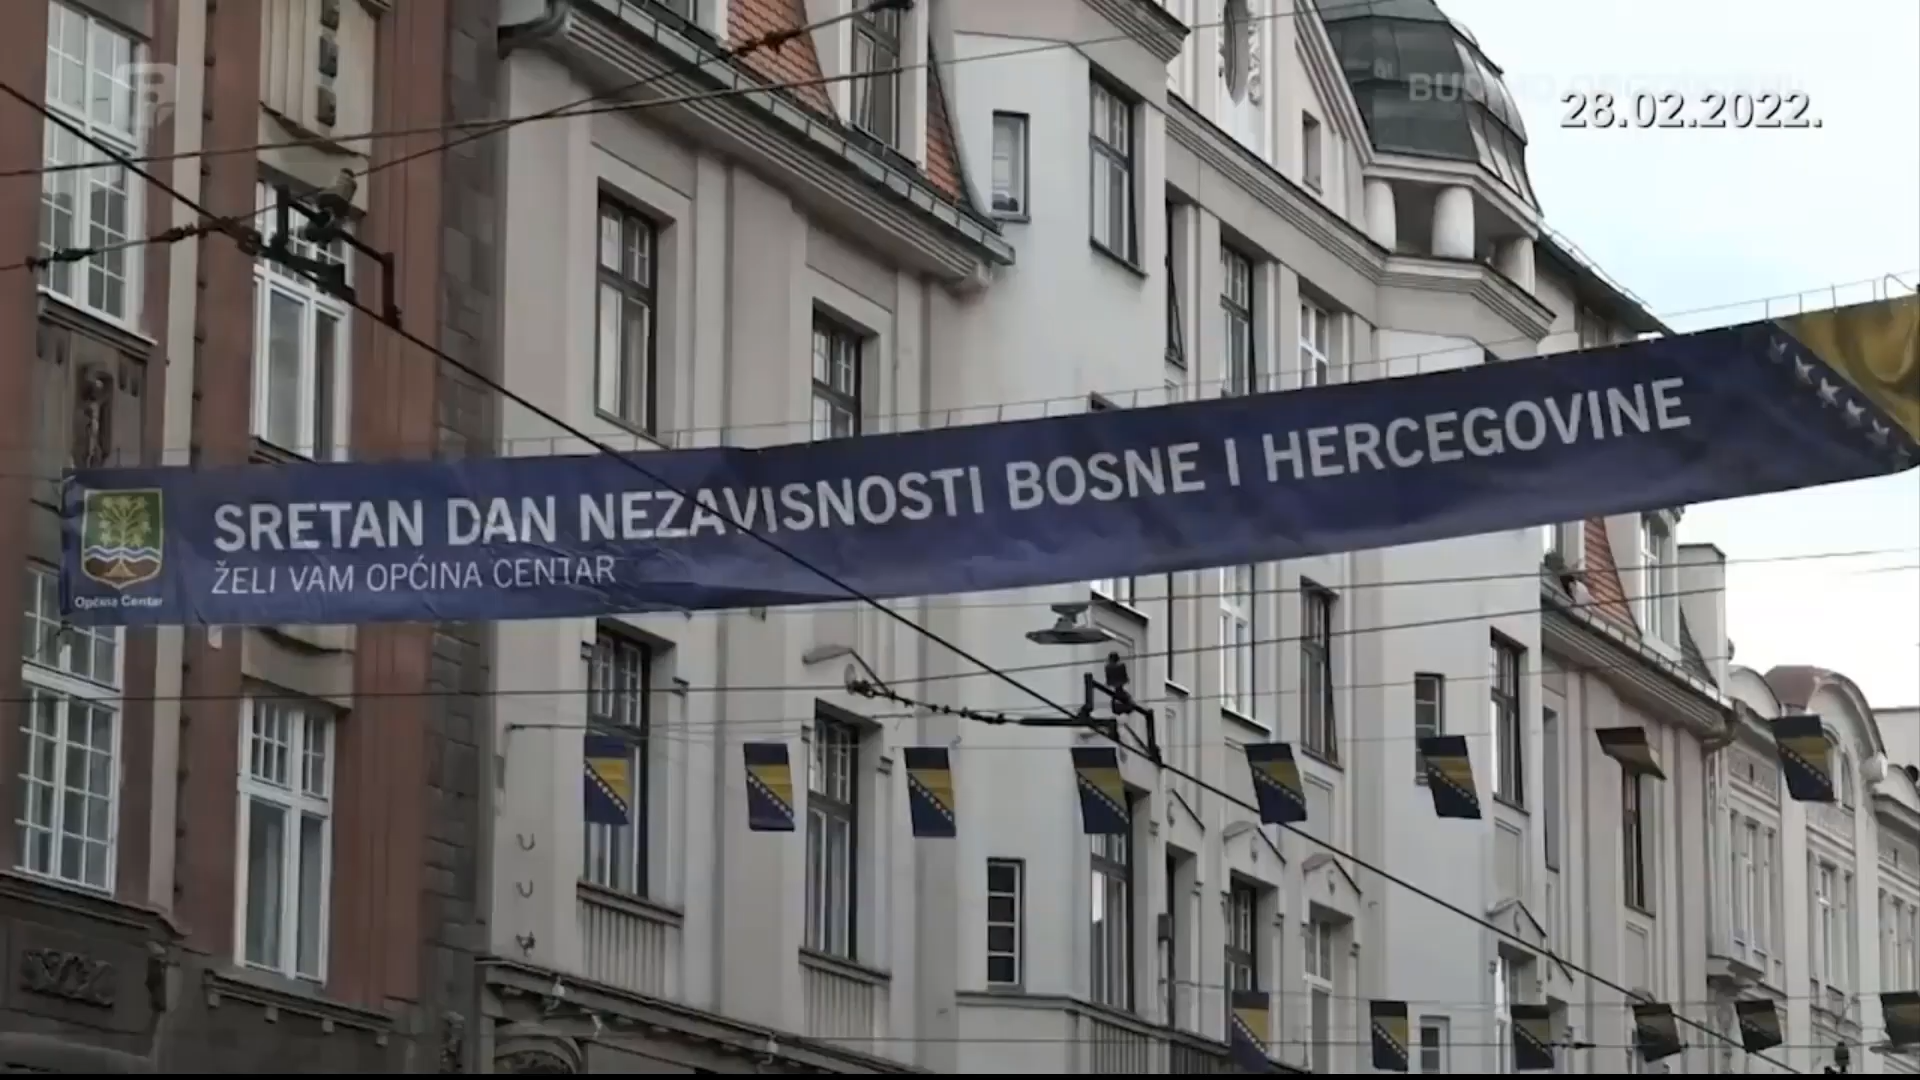 28.02.2022.
SRETAN DAN NEZAVISNOSTI BOSNE I HERCEGOVINE
ŽELI VAM OPĆINA CENTAR
Općina Centar